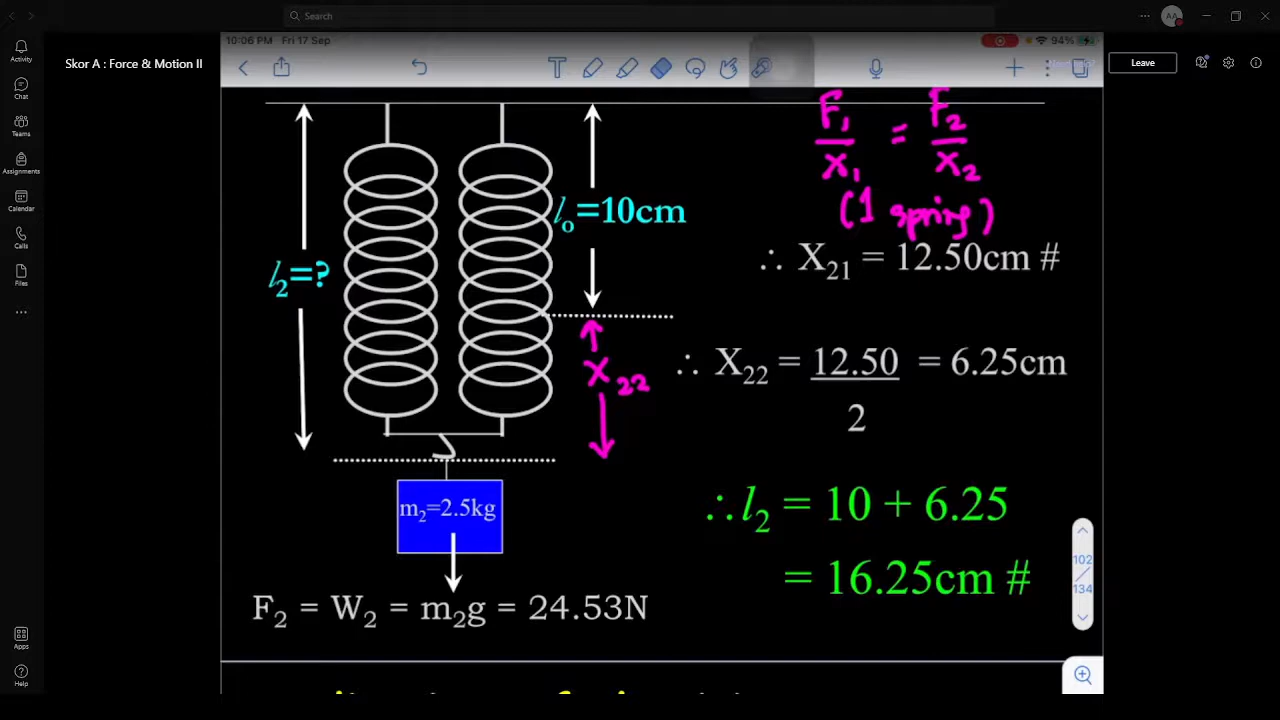 Search
AA
10:06 PM Fri 17 Sep
94%
Activity
Skor A : Force & Motion II
Leave
Chat
Teams
Assignments
Calendar
Calls
Files
F₁/x₁ = F₂/x₂
(1 spring)
l₀=10cm
l₂=?
∴ X₂₁ = 12.50cm #
x₂₂
∴ X₂₂ = 12.50/2 = 6.25cm
m₂=2.5kg
∴l₂ = 10 + 6.25
= 16.25cm #
F₂ = W₂ = m₂g = 24.53N
102
134
Apps
Help